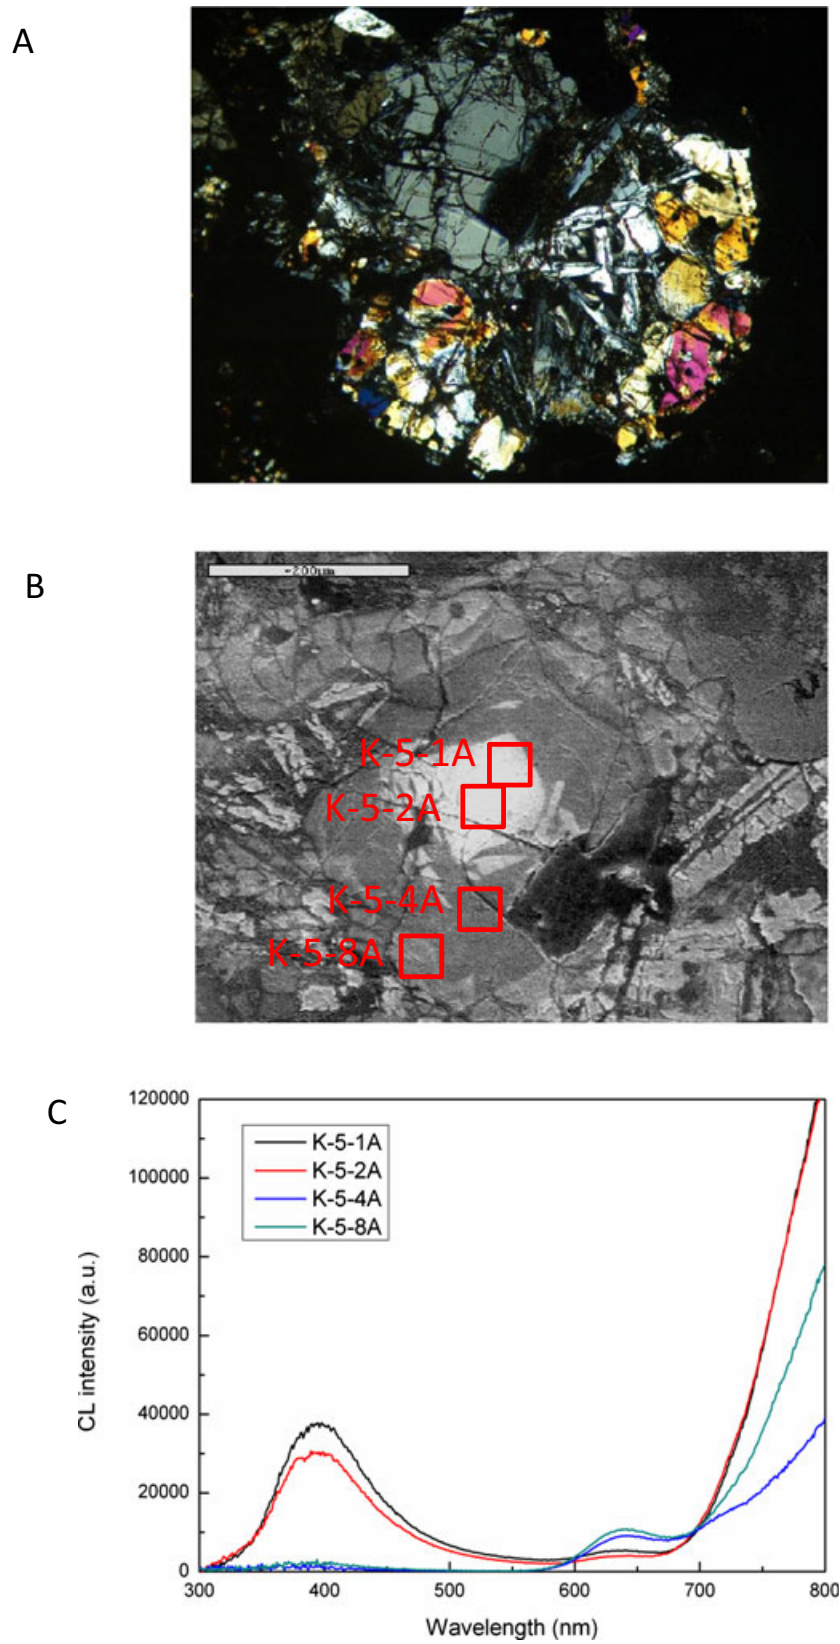 A
B
~200µm
K-5-1A
K-5-2A
K-5-4A
K-5-8A
C
120000
100000
80000
60000
40000
20000
0
CL intensity (a.u.)
K-5-1A
K-5-2A
K-5-4A
K-5-8A
300 400 500 600 700 800
Wavelength (nm)